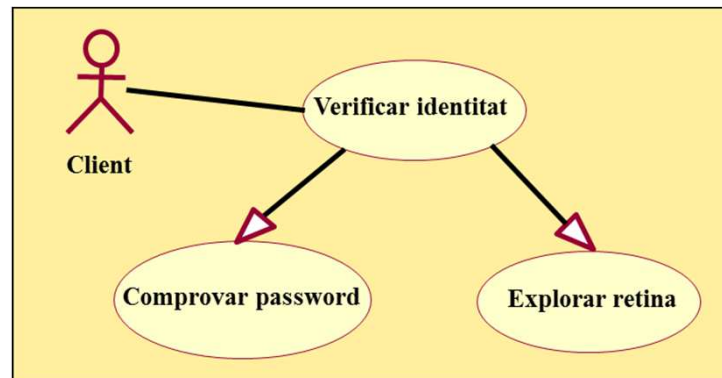 Verificar identitat
Client
Comprovar password
Explorar retina